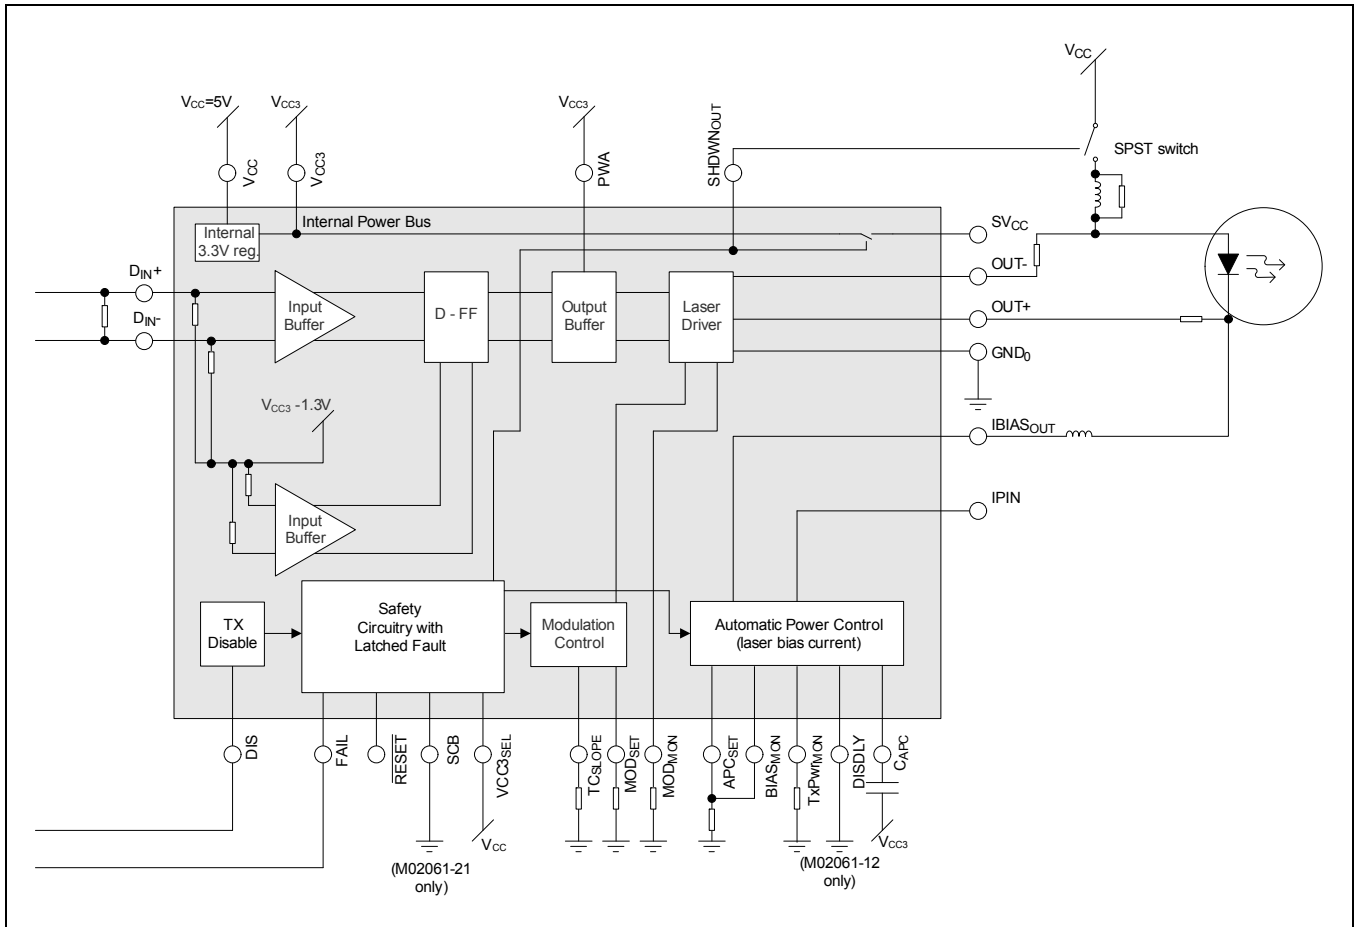 VCC
VCC=5V
VCC3
VCC3
VCC
VCC3
PWA
SHDWNOUT
SPST switch
Internal Power Bus
Internal
3.3V reg.
SVCC
DIN+
OUT-
Input
Buffer
D - FF
Output
Buffer
Laser
Driver
DIN-
OUT+
GND0
VCC3 -1.3V
IBIASOUT
IPIN
Input
Buffer
TX
Disable
Safety
Circuitry with
Latched Fault
Modulation
Control
Automatic Power Control
(laser bias current)
DIS
FAIL
RESET
SCB
VCC3SEL
TCSLOPE
MODSET
MODMON
APCSET
BIASMON
TxPwrMON
DISDLY
CAPC
VCC
VCC3
(M02061-21
only)
(M02061-12
only)